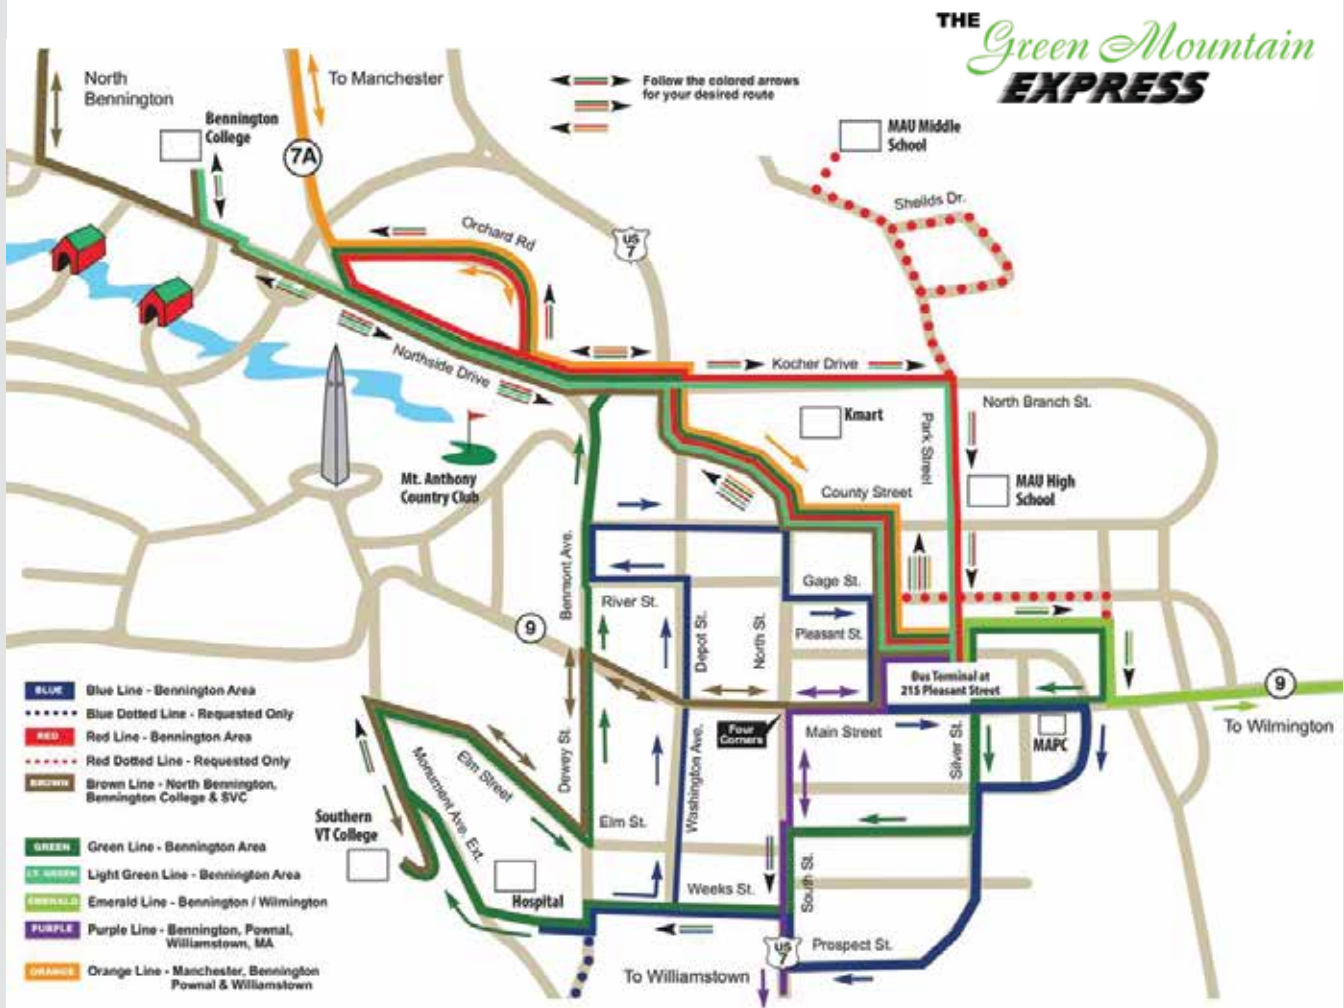 THE
Green Mountain
EXPRESS
North
Bennington
To Manchester
Follow the colored arrows
for your desired route
Bennington
College
7A
MAU Middle
School
Sheilds Dr.
Orchard Rd
US
7
Northside Drive
Kocher Drive
North Branch St.
Kmart
Park Street
Mt. Anthony
Country Club
County Street
MAU High
School
Benmont Ave.
Gage St.
River St.
Pleasant St.
9
Depot St.
North St.
Bus Terminal at
215 Pleasant Street
9
To Wilmington
BLUE
Blue Line - Bennington Area
Blue Dotted Line - Requested Only
RED
Red Line - Bennington Area
Red Dotted Line - Requested Only
BROWN
Brown Line - North Bennington,
Bennington College & SVC
GREEN
Green Line - Bennington Area
LT. GREEN
Light Green Line - Bennington Area
EMERALD
Emerald Line - Bennington / Wilmington
PURPLE
Purple Line - Bennington, Pownal,
Williamstown, MA
ORANGE
Orange Line - Manchester, Bennington
Pownal & Williamstown
Four
Corners
Main Street
Silver St.
MAPC
Elm Street
Dewey St.
Washington Ave.
Monument Ave. Ext.
Southern
VT College
Elm St.
Hospital
Weeks St.
South St.
US
7
Prospect St.
To Williamstown